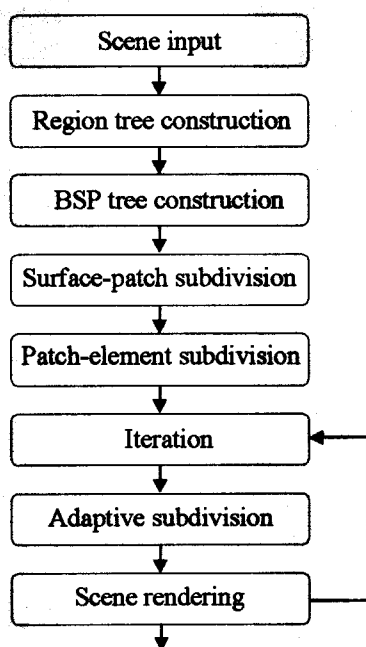 Scene input
Region tree construction
BSP tree construction
Surface-patch subdivision
Patch-element subdivision
Iteration
Adaptive subdivision
Scene rendering